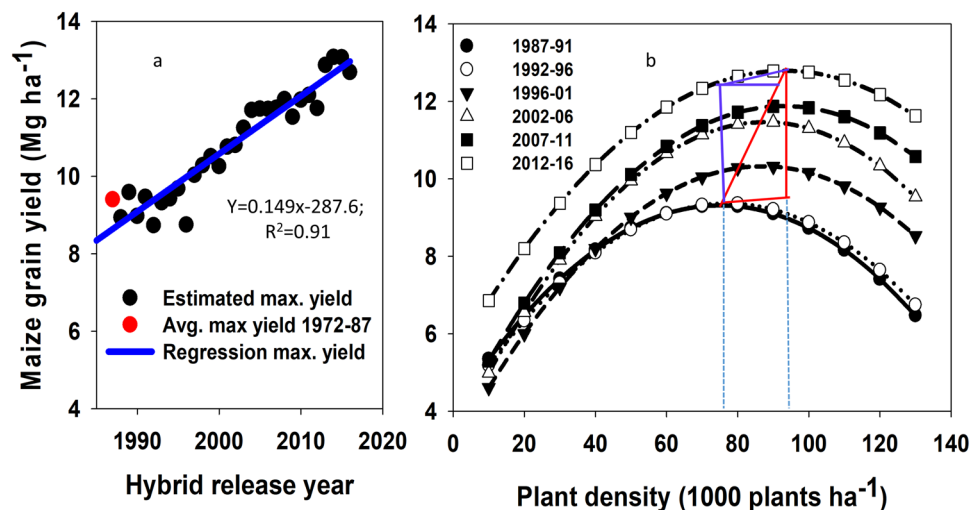 Maize grain yield (Mg ha⁻¹)
14
12
10
8
6
4
a
Y=0.149x-287.6;
R²=0.91
Estimated max. yield
Avg. max yield 1972-87
Regression max. yield
1990 2000 2012 2020
Hybrid release year
14
12
10
8
6
4
b
1987-91
1992-96
1996-01
2002-06
2007-11
2012-16
0 20 40 60 80 100 120 140
Plant density (1000 plants ha⁻¹)